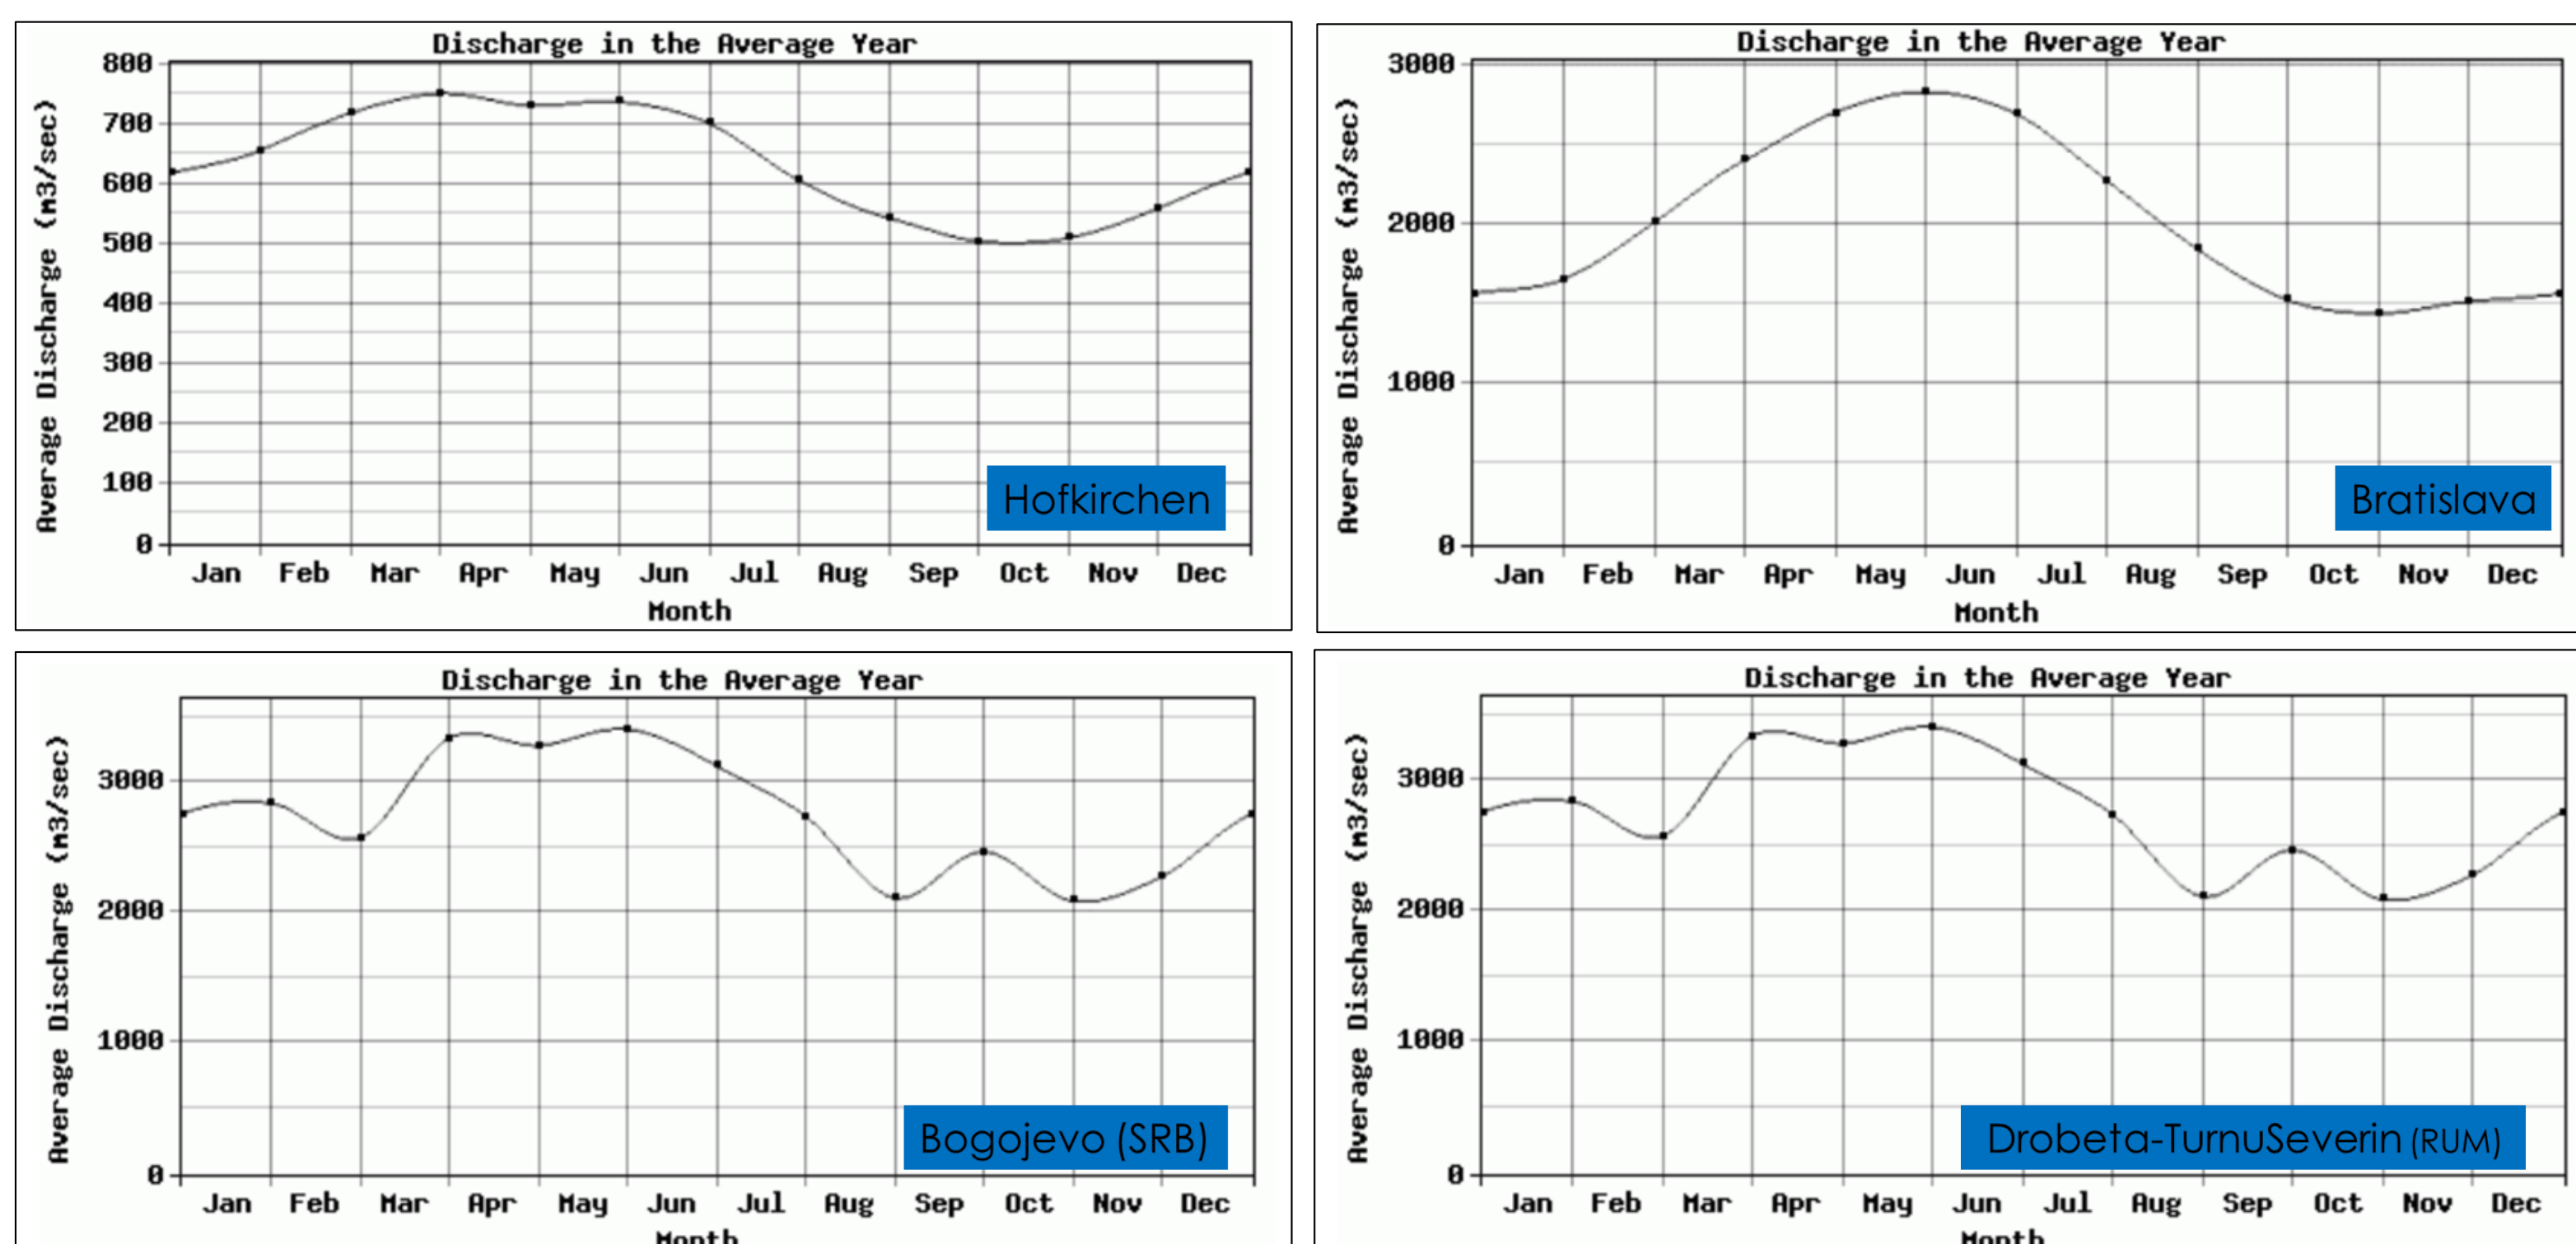 Discharge in the Average Year
Average Discharge (m3/sec)
800
700
600
500
400
300
200
100
0
Hofkirchen
Jan Feb Mar Apr May Jun Jul Aug Sep Oct Nov Dec
Month
Discharge in the Average Year
Average Discharge (m3/sec)
3000
2000
1000
0
Bratislava
Jan Feb Mar Apr May Jun Jul Aug Sep Oct Nov Dec
Month
Discharge in the Average Year
Average Discharge (m3/sec)
3000
2000
1000
0
Bogojevo (SRB)
Jan Feb Mar Apr May Jun Jul Aug Sep Oct Nov Dec
Month
Discharge in the Average Year
Average Discharge (m3/sec)
3000
2000
1000
0
Drobeta-TurnuSeverin (RUM)
Jan Feb Mar Apr May Jun Jul Aug Sep Oct Nov Dec
Month